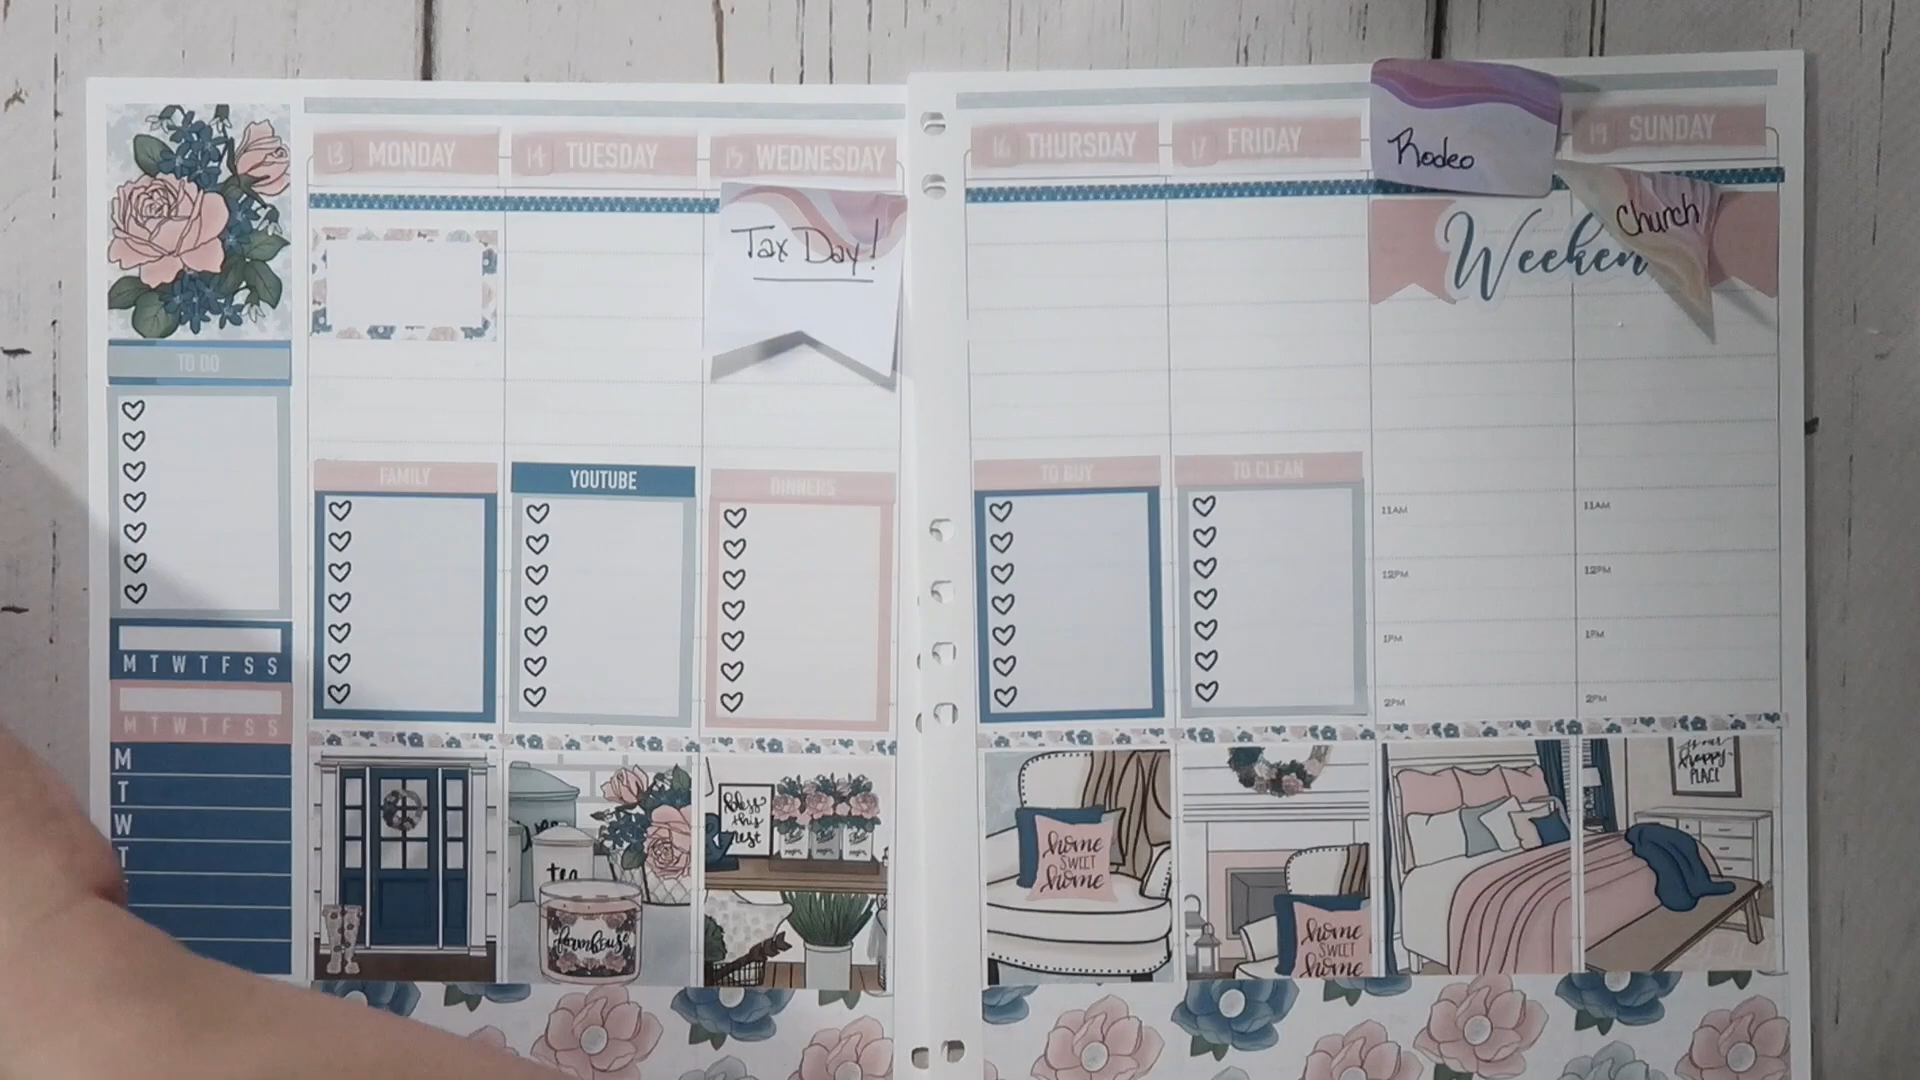 13 MONDAY
14 TUESDAY
15 WEDNESDAY
16 THURSDAY
17 FRIDAY
Rodeo
19 SUNDAY
Tax Day!
Weeken
Church
TO DO
FAMILY
YOUTUBE
DINNERS
TO BUY
TO CLEAN
11AM
11AM
12PM
12PM
1PM
1PM
2PM
2PM
M T W T F S S
M T W T F S S
M
T
W
T
bless
this
nest
tea
farmhouse
home
SWEET
home
home
SWEET
home
happy
PLACE